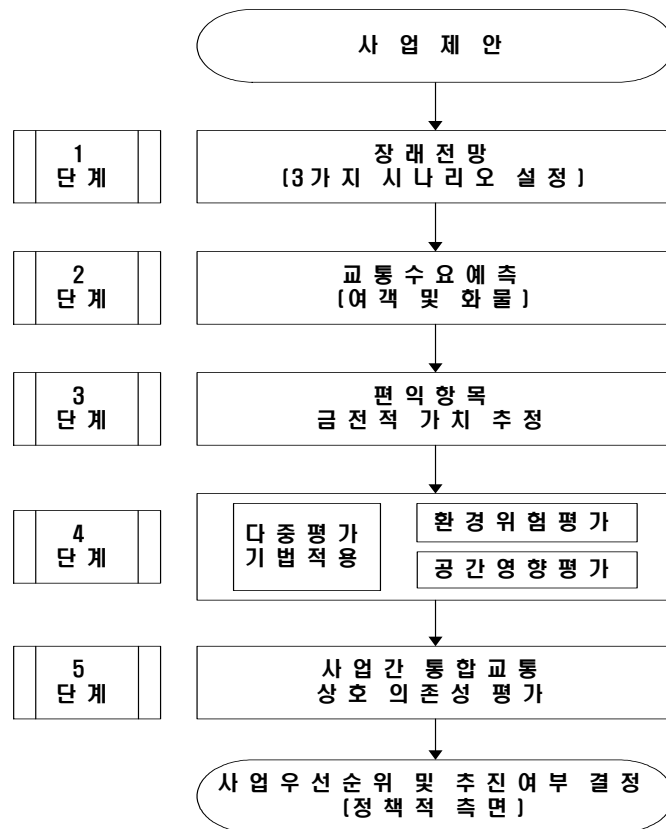 사업제안
1
단계
장래전망
(3가지 시나리오 설정)
2
단계
교통수요예측
(여객 및 화물)
3
단계
편익항목
금전적 가치 추정
4
단계
다중평가
기법적용
환경위험평가
공간영향평가
5
단계
사업간 통합교통
상호 의존성 평가
사업우선순위 및 추진여부 결정
(정책적 측면)